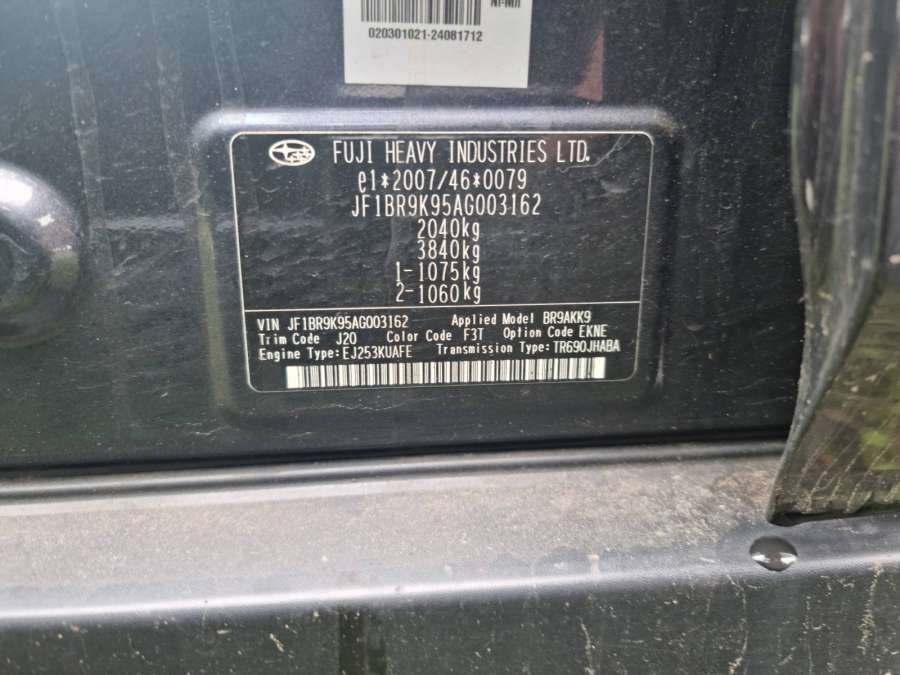 020301021-24081712
FUJI HEAVY INDUSTRIES LTD.
e1*2007/46*0079
JF1BR9K95AG003162
2040kg
3840kg
1-1075kg
2-1060kg
VIN JF1BR9K95AG003162 Applied Model BR9AKK9
Trim Code J20 Color Code F3T Option Code EKNE
Engine Type:EJ253KUAFE Transmission Type:TR690JHABA